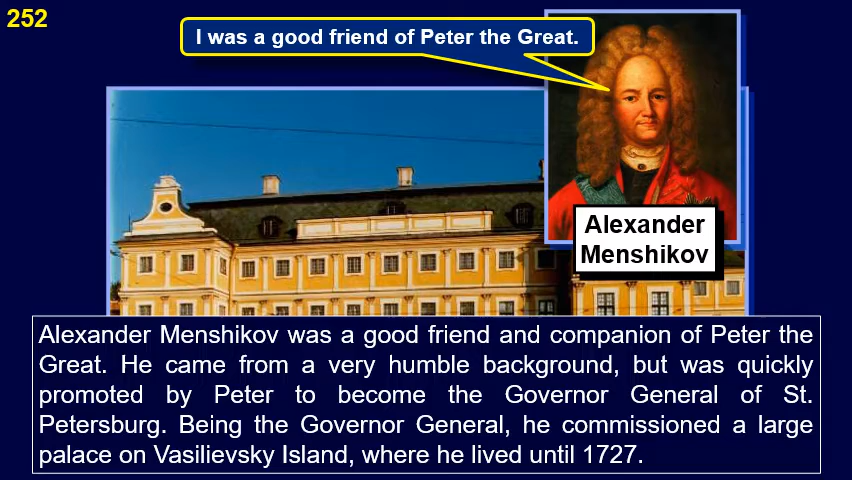 252
I was a good friend of Peter the Great.
Alexander
Menshikov
Alexander Menshikov was a good friend and companion of Peter the
Great. He came from a very humble background, but was quickly
promoted by Peter to become the Governor General of St.
Petersburg. Being the Governor General, he commissioned a large
palace on Vasilievsky Island, where he lived until 1727.